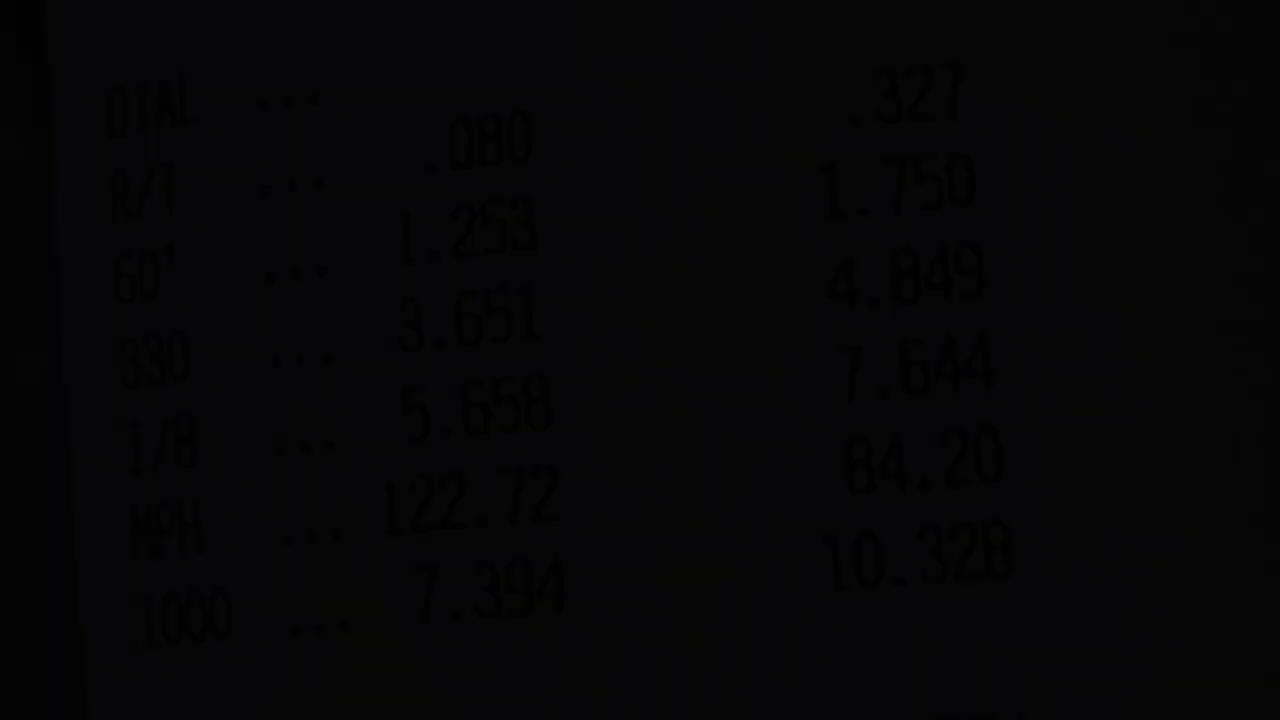 DIAL ...
R/T ... .080 .327
60' ... 1.253 1.750
330 ... 3.651 4.849
1/8 ... 5.658 7.644
MPH ... 122.72 84.20
1000 ... 7.394 10.328